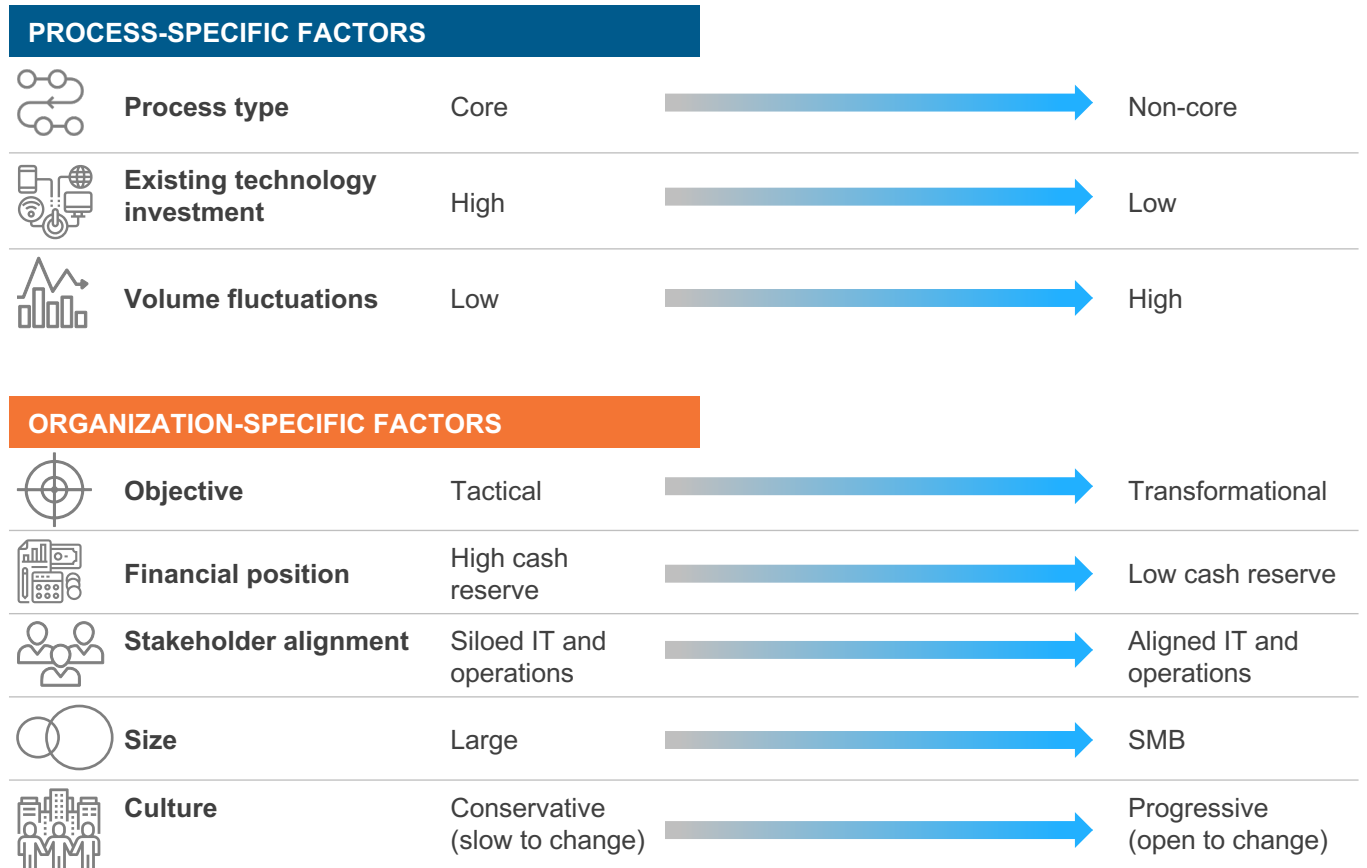 PROCESS-SPECIFIC FACTORS
Process type Core Non-core
Existing technology
investment High Low
Volume fluctuations Low High
ORGANIZATION-SPECIFIC FACTORS
Objective Tactical Transformational
Financial position High cash
reserve Low cash reserve
Stakeholder alignment Siloed IT and
operations Aligned IT and
operations
Size Large SMB
Culture Conservative
(slow to change) Progressive
(open to change)